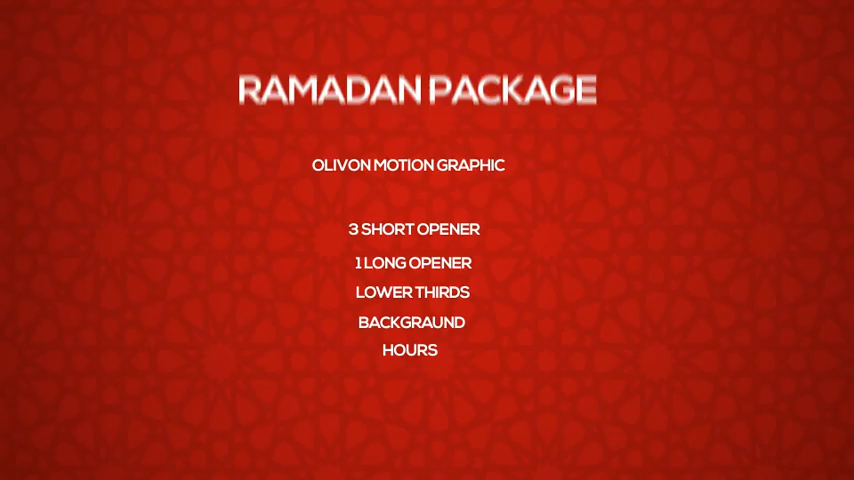 RAMADAN PACKAGE
OLIVON MOTION GRAPHIC
3 SHORT OPENER
1 LONG OPENER
LOWER THIRDS
BACKGRAUND
HOURS